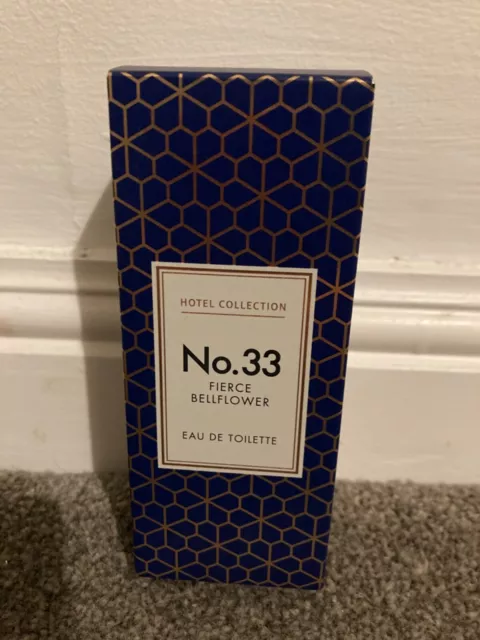 HOTEL COLLECTION
No.33
FIERCE
BELLFLOWER
EAU DE TOILETTE